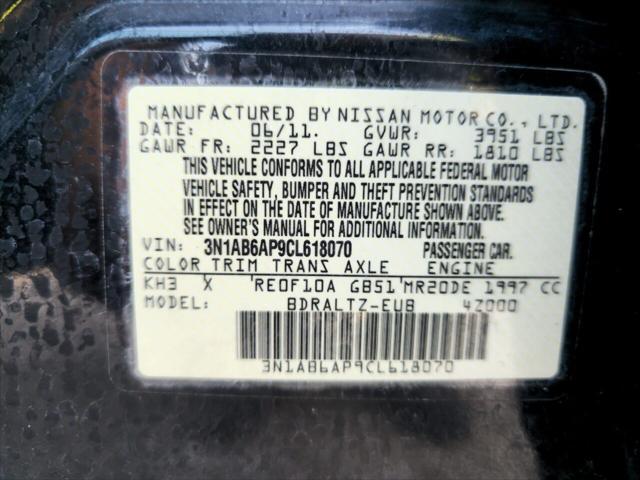 MANUFACTURED BY NISSAN MOTOR CO., LTD.
DATE: 06/11. GVWR: 3951 LBS
GAWR FR: 2227 LBS GAWR RR: 1810 LBS
THIS VEHICLE CONFORMS TO ALL APPLICABLE FEDERAL MOTOR
VEHICLE SAFETY, BUMPER AND THEFT PREVENTION STANDARDS
IN EFFECT ON THE DATE OF MANUFACTURE SHOWN ABOVE.
SEE OWNER'S MANUAL FOR ADDITIONAL INFORMATION.
VIN: 3N1AB6AP9CL618070 PASSENGER CAR.
COLOR TRIM TRANS AXLE ENGINE
KH3 X 'RE0F10A GB51'MR20DE 1997 CC
MODEL: BDRALTZ-EUB 4Z000
3N1AB6AP9CL618070